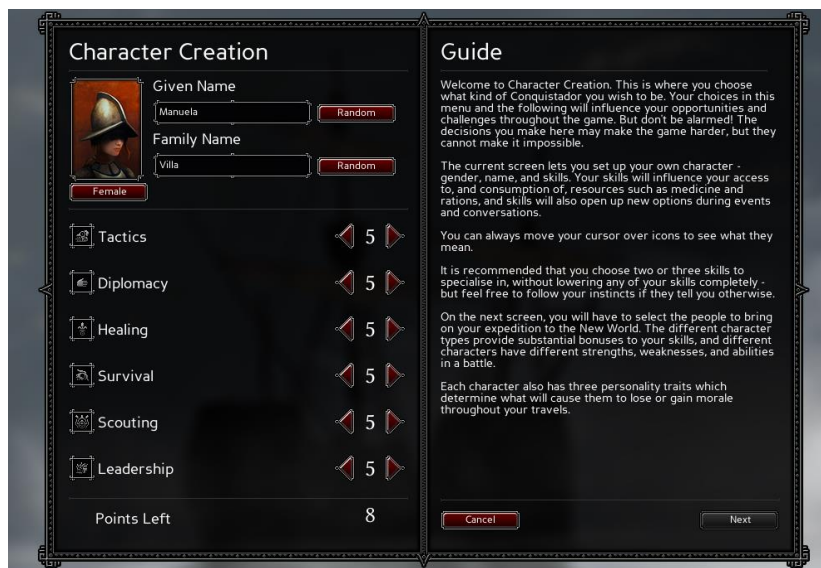 Character Creation
Given Name
Manuela
Random
Family Name
Villa
Random
Female
Tactics 5
Diplomacy 5
Healing 5
Survival 5
Scouting 5
Leadership 5
Points Left 8
Guide
Welcome to Character Creation. This is where you choose
what kind of Conquistador you wish to be. Your choices in this
menu and the following will influence your opportunities and
challenges throughout the game. But don't be alarmed! The
decisions you make here may make the game harder, but they
cannot make it impossible.
The current screen lets you set up your own character -
gender, name, and skills. Your skills will influence your access
to, and consumption of, resources such as medicine and
rations, and skills will also open up new options during events
and conversations.
You can always move your cursor over icons to see what they
mean.
It is recommended that you choose two or three skills to
specialise in, without lowering any of your skills completely -
but feel free to follow your instincts if they tell you otherwise.
On the next screen, you will have to select the people to bring
on your expedition to the New World. The different character
types provide substantial bonuses to your skills, and different
characters have different strengths, weaknesses, and abilities
in a battle.
Each character also has three personality traits which
determine what will cause them to lose or gain morale
throughout your travels.
Cancel
Next